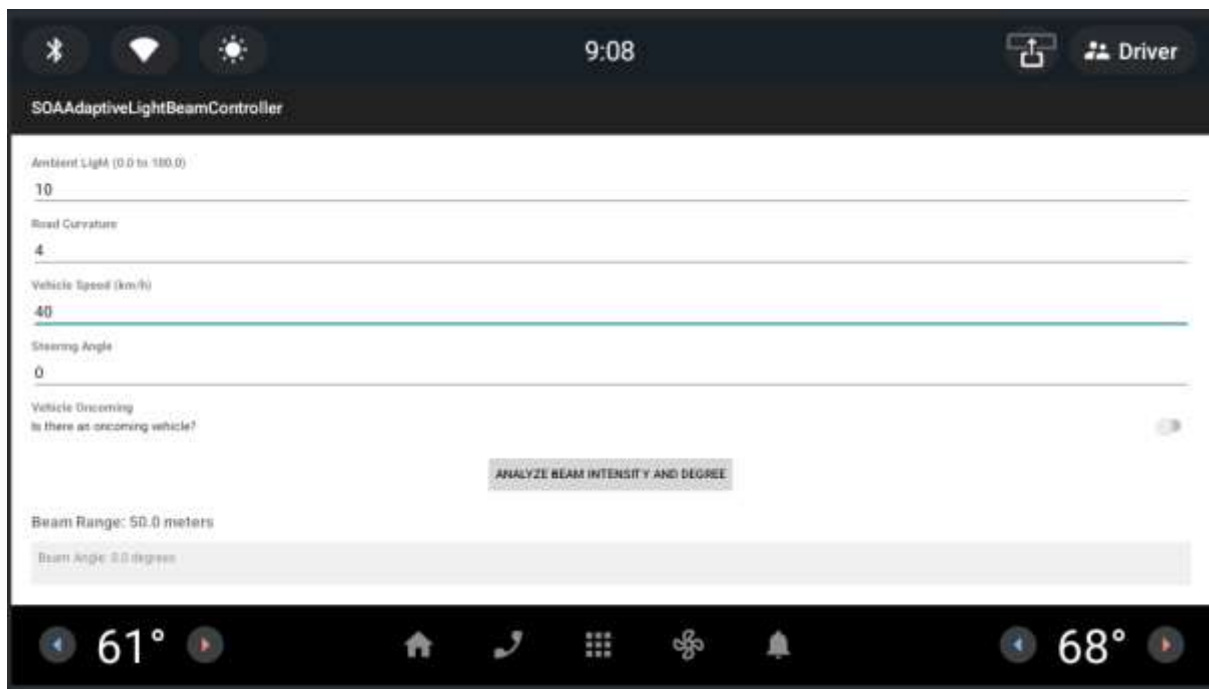 9:08
Driver
SOAAdaptiveLightBeamController
Ambient Light (0.0 to 100.0)
10
Road Curvature
4
Vehicle Speed (km/h)
40
Steering Angle
0
Vehicle Oncoming
Is there an oncoming vehicle?
ANALYZE BEAM INTENSITY AND DEGREE
Beam Range: 50.0 meters
Beam Angle: 0.0 degrees
61°
68°